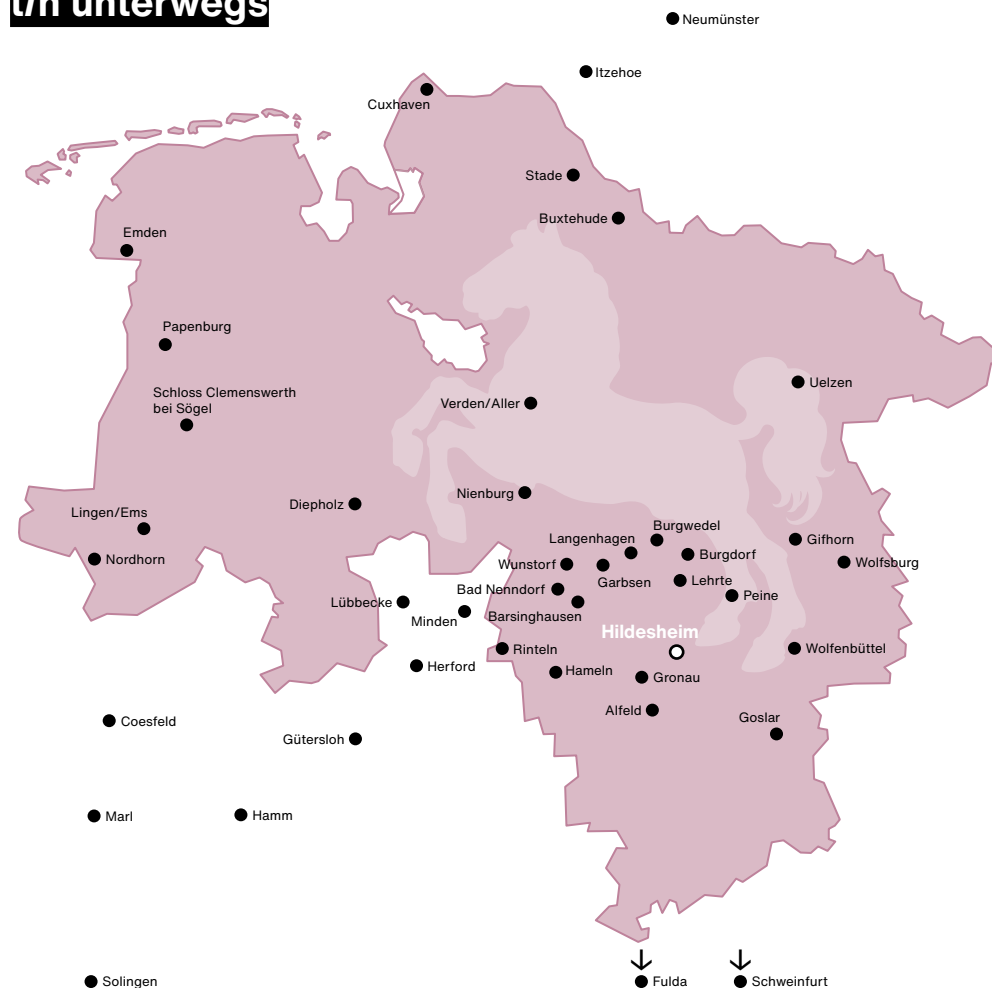 t/n unterwegs
Neumünster
Itzehoe
Cuxhaven
Stade
Buxtehude
Emden
Papenburg
Schloss Clemenswerth
bei Sögel
Uelzen
Verden/Aller
Nienburg
Diepholz
Lingen/Ems
Nordhorn
Burgwedel
Langenhagen
Gifhorn
Burgdorf
Wolfsburg
Wunstorf
Garbsen
Lehrte
Bad Nenndorf
Peine
Lübbecke
Minden
Barsinghausen
Hildesheim
Rinteln
Wolfenbüttel
Herford
Hameln
Gronau
Alfeld
Goslar
Coesfeld
Gütersloh
Marl
Hamm
Solingen
Fulda
Schweinfurt